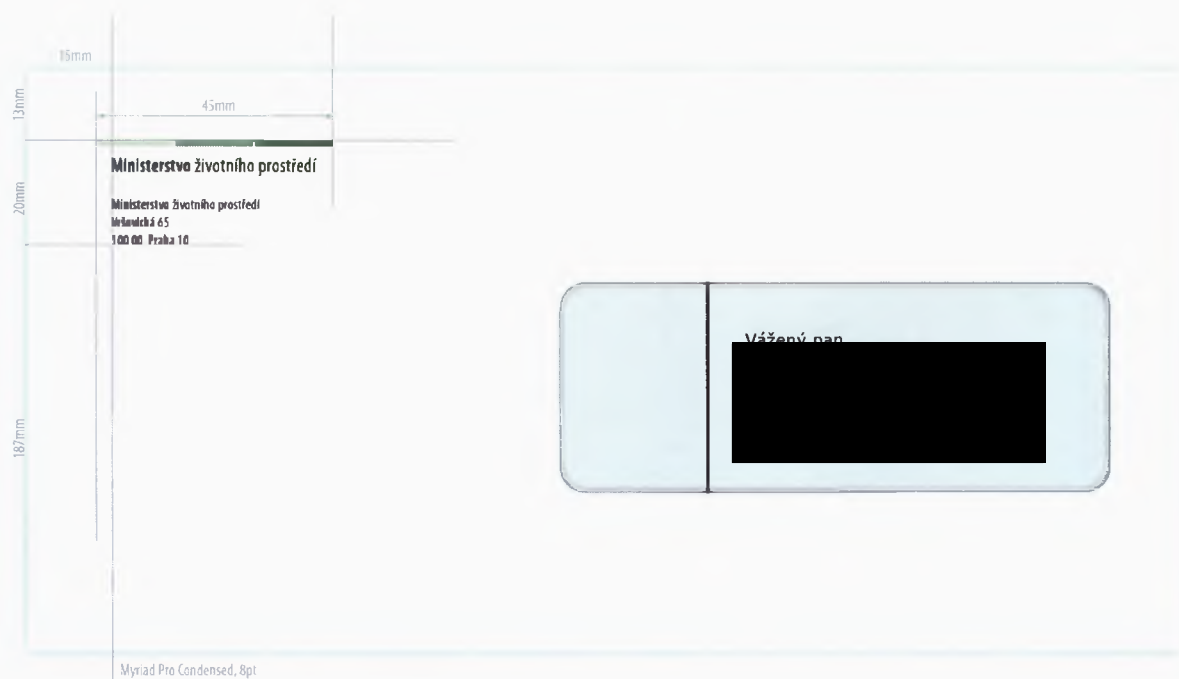 16mm
13mm
45mm
Ministerstvo životního prostředí
20mm
Ministerstvo životního prostředí
Vršovická 65
100 00 Praha 10
Vážený pan
187mm
Myriad Pro Condensed, 8pt